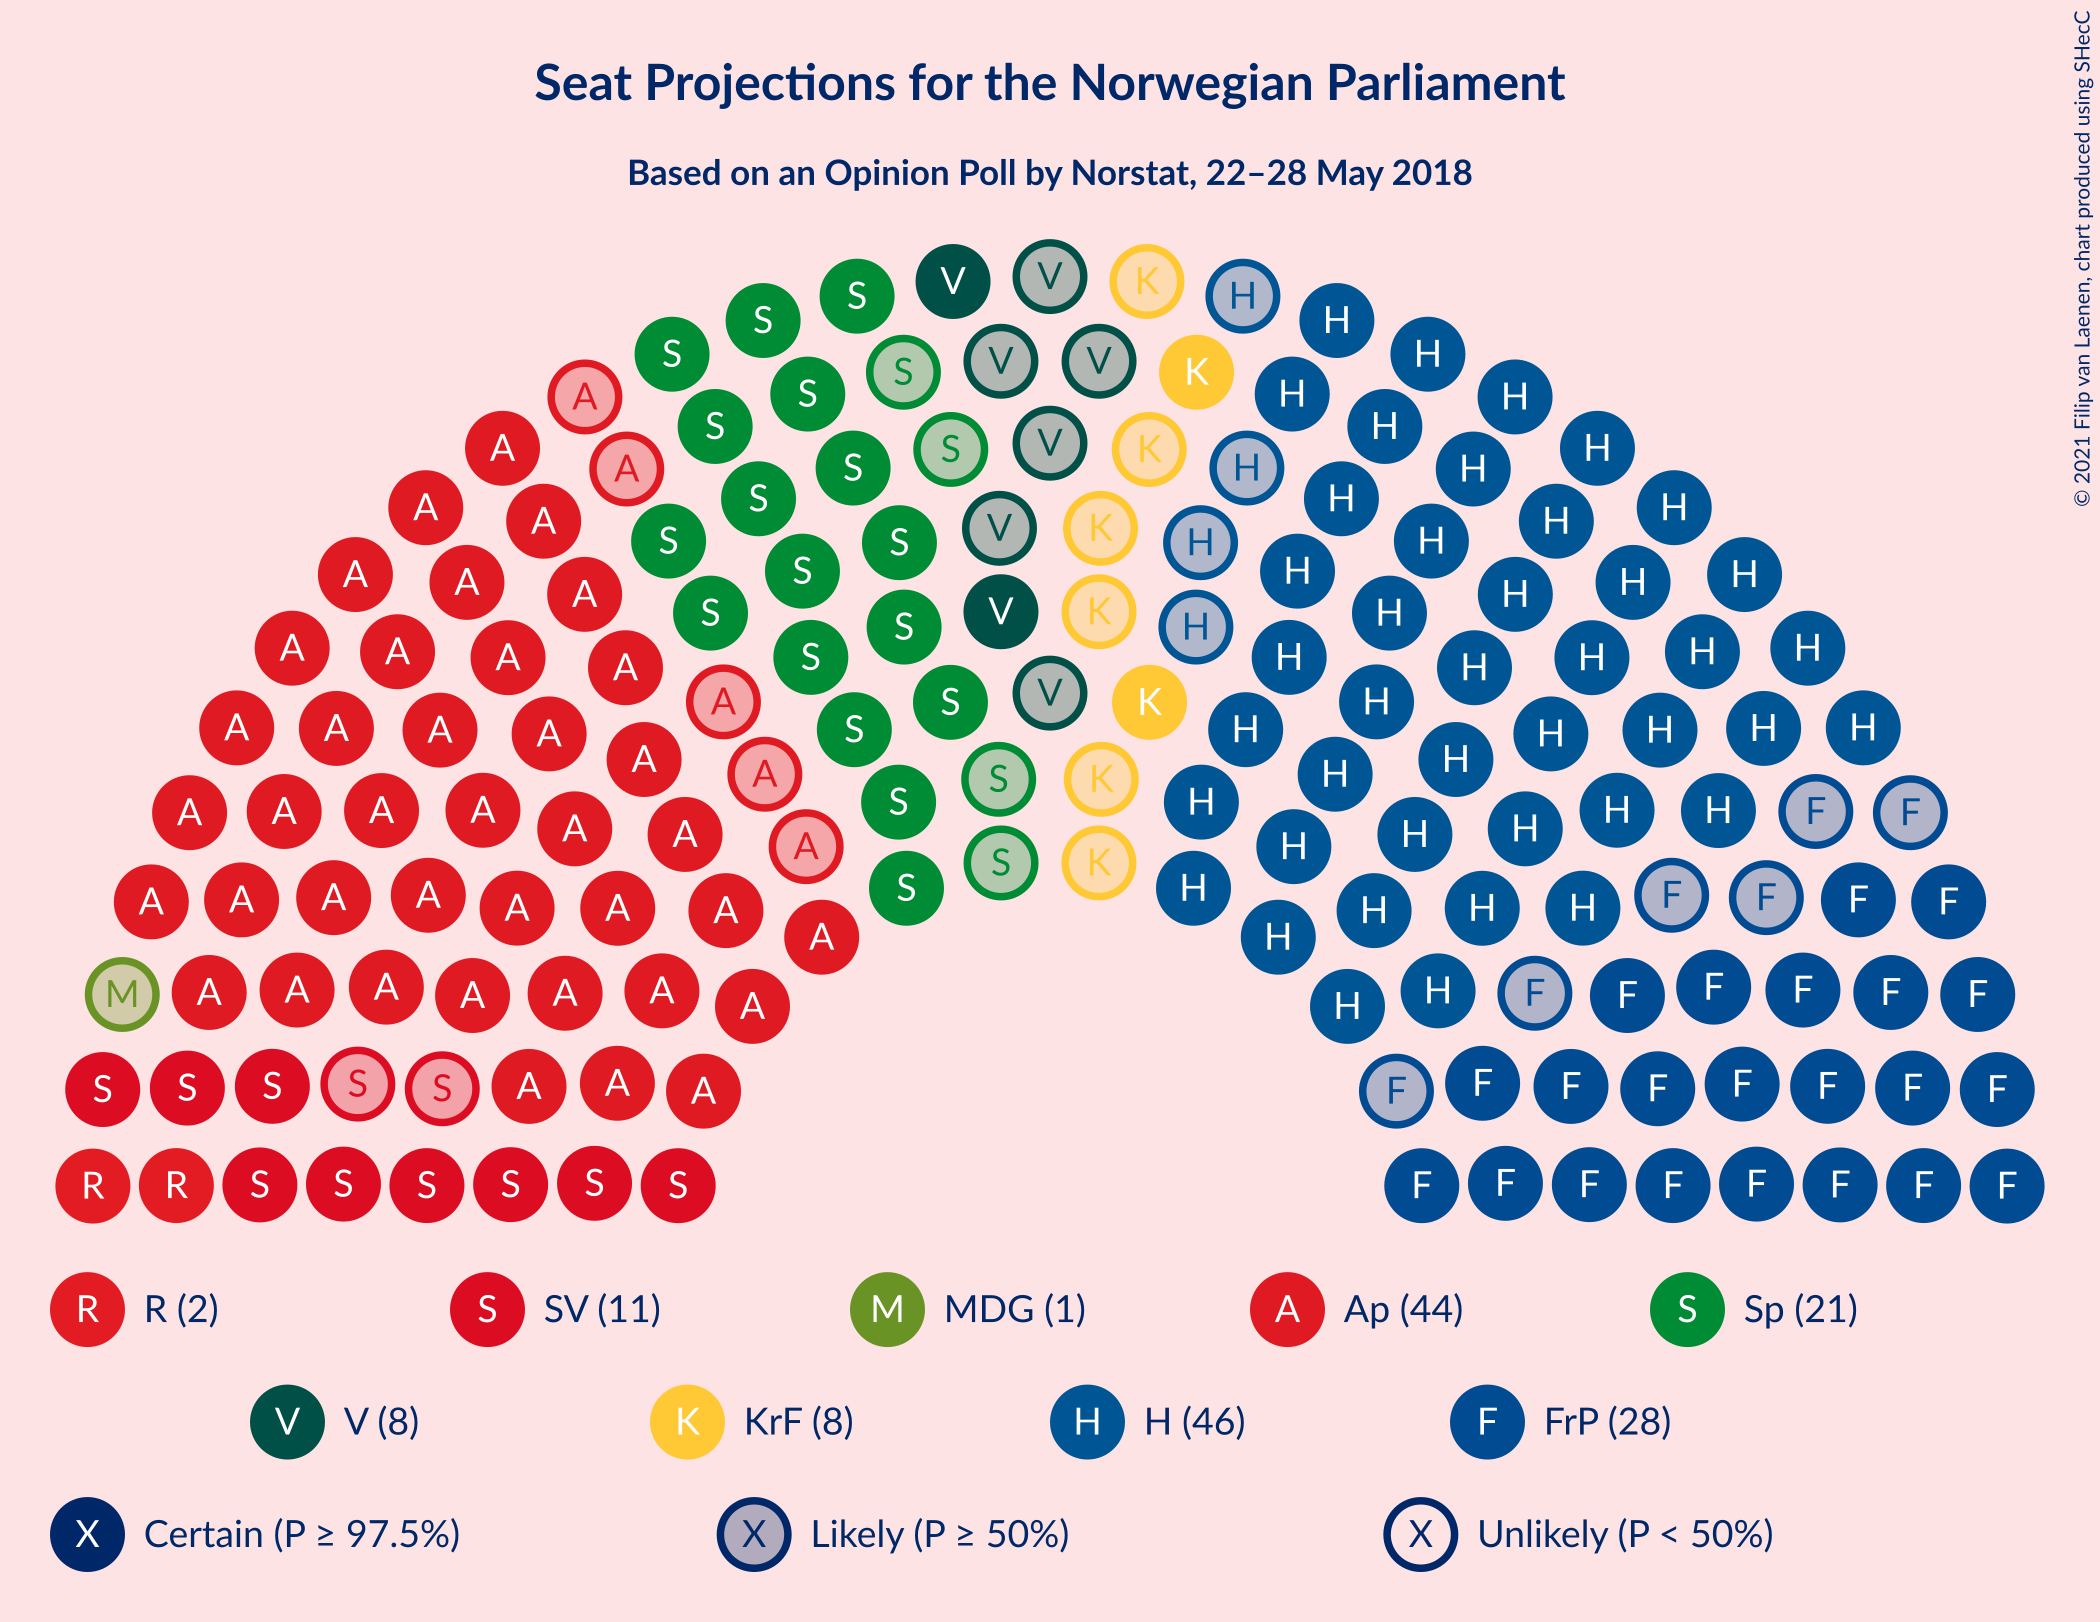 Seat Projections for the Norwegian Parliament
Based on an Opinion Poll by Norstat, 22–28 May 2018
© 2021 Filip van Laenen, chart produced using SHecC
V V K
S H
S H
S H
S V V K
A H H
S H
S V K
A S H H
A H
A S S H H
A S V K H H
A S S H H
A S H H
A A S H H
A S V K H H
A S S H H
A A S H H
A A A S V K H H H
A A S S H H
A A A A S H H H H
A A S K H H
A A A A S H H H H F F
A A A H H H
A A A A S S K H F F F F
A A A A A H H H H F
M A A A A A A A H H F F F F F F
S S S S S A A A F F F F F F F F
R R S S S S S S F F F F F F F F
R R (2) S SV (11) M MDG (1) A Ap (44) S Sp (21)
V V (8) K KrF (8) H H (46) F FrP (28)
X Certain (P ≥ 97.5%) X Likely (P ≥ 50%) X Unlikely (P < 50%)